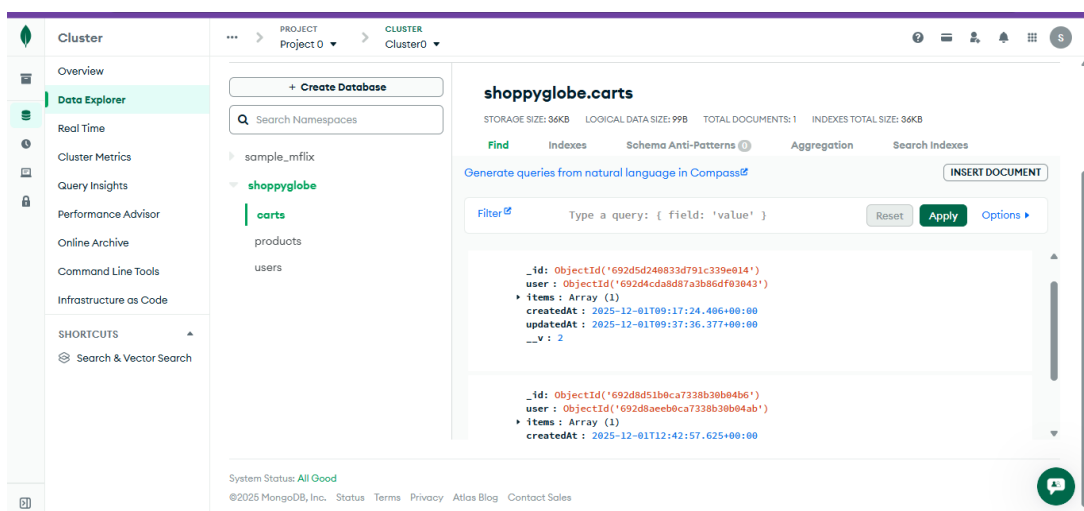 Cluster
... > PROJECT Project 0 ▾ > CLUSTER Cluster0 ▾
S
Overview
Data Explorer
Real Time
Cluster Metrics
Query Insights
Performance Advisor
Online Archive
Command Line Tools
Infrastructure as Code
SHORTCUTS
Search & Vector Search
+ Create Database
Search Namespaces
sample_mflix
shoppyglobe
carts
products
users
shoppyglobe.carts
STORAGE SIZE: 36KB LOGICAL DATA SIZE: 99B TOTAL DOCUMENTS: 1 INDEXES TOTAL SIZE: 36KB
Find Indexes Schema Anti-Patterns 0 Aggregation Search Indexes
Generate queries from natural language in Compass
INSERT DOCUMENT
Filter Type a query: { field: 'value' } Reset Apply Options
_id: ObjectId('692d5d240833d791c339e014')
user : ObjectId('692d4cda8d87a3b86df03043')
items : Array (1)
createdAt : 2025-12-01T09:17:24.406+00:00
updatedAt : 2025-12-01T09:37:36.377+00:00
__v : 2
_id: ObjectId('692d8d51b0ca7338b30b04b6')
user : ObjectId('692d8aeeb0ca7338b30b04ab')
items : Array (1)
createdAt : 2025-12-01T12:42:57.625+00:00
System Status: All Good
©2025 MongoDB, Inc. Status Terms Privacy Atlas Blog Contact Sales